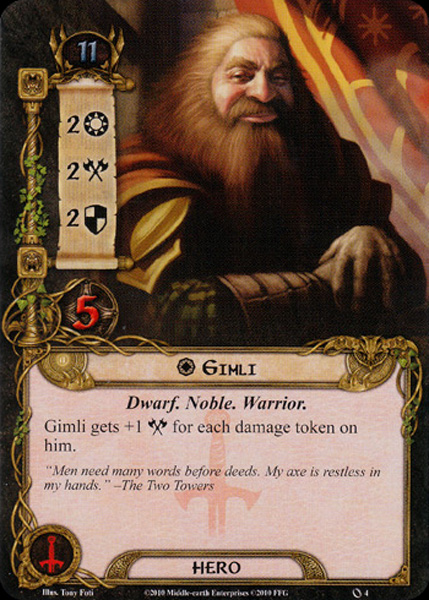 11
2
2
2
5
Gimli
Dwarf. Noble. Warrior.
Gimli gets +1 for each damage token on
him.
“Men need many words before deeds. My axe is restless in
my hands.” –The Two Towers
HERO
Illus. Tony Foti ©2010 Middle-earth Enterprises ©2010 FFG 4